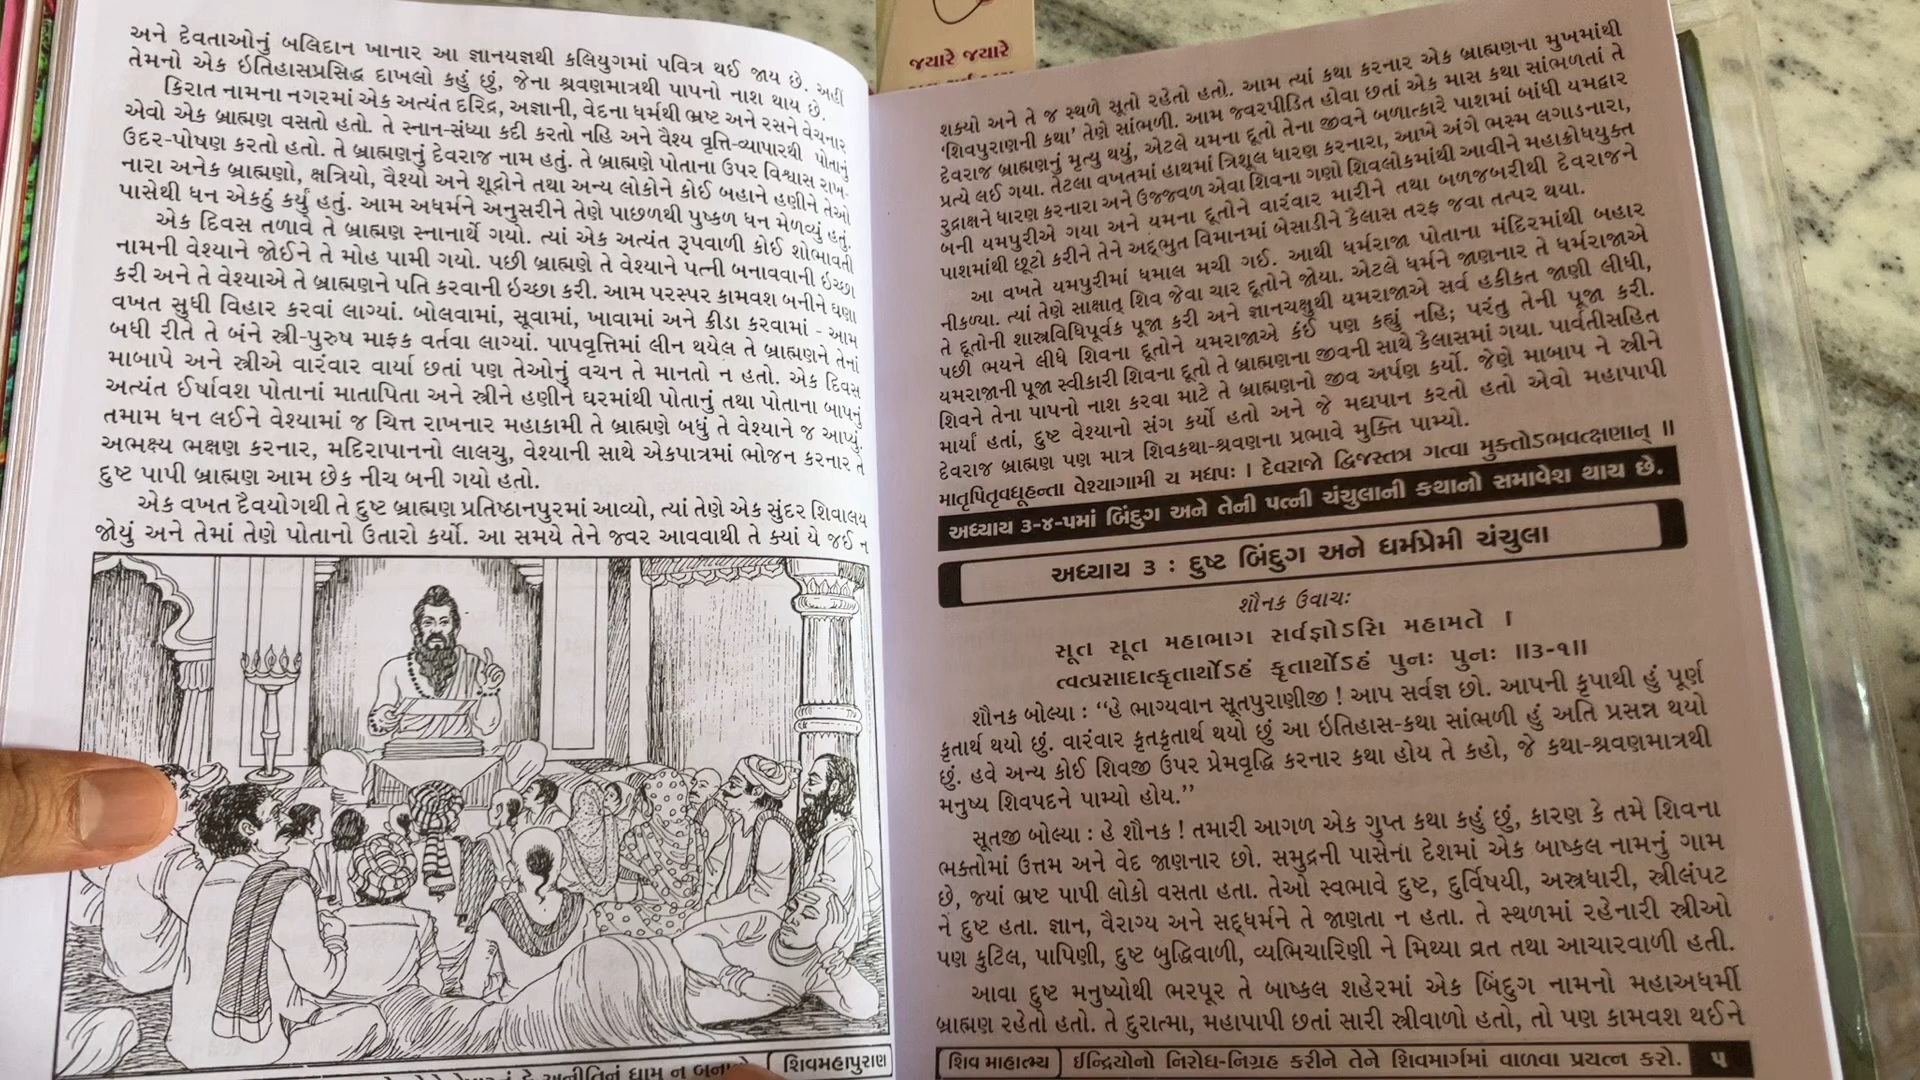 અને દેવતાઓનું બલિદાન ખાનાર આ જ્ઞાનયજ્ઞથી કલિયુગમાં પવિત્ર થઈ જાય છે. અહીં
તેમનો એક ઇતિહાસપ્રસિદ્ધ દાખલો કહું છું, જેના શ્રવણમાત્રથી પાપનો નાશ થાય છે.
કિરાત નામના નગરમાં એક અત્યંત દરિદ્ર, અજ્ઞાની, વેદના ધર્મથી ભ્રષ્ટ અને રસને વેચનાર
એવો એક બ્રાહ્મણ વસતો હતો. તે સ્નાન-સંધ્યા કદી કરતો નહિ અને વૈશ્ય વૃત્તિ-વ્યાપારથી પોતાનું
ઉદર-પોષણ કરતો હતો. તે બ્રાહ્મણનું દેવરાજ નામ હતું. તે બ્રાહ્મણે પોતાના ઉપર વિશ્વાસ રાખ-
નારા અનેક બ્રાહ્મણો, ક્ષત્રિયો, વૈશ્યો અને શૂદ્રોને તથા અન્ય લોકોને કોઈ બહાને હણીને તેઓ
પાસેથી ધન એકઠું કર્યું હતું. આમ અધર્મને અનુસરીને તેણે પાછળથી પુષ્કળ ધન મેળવ્યું હતું.
એક દિવસ તળાવે તે બ્રાહ્મણ સ્નાનાર્થે ગયો. ત્યાં એક અત્યંત રૂપવાળી કોઈ શોભાવતી
નામની વેશ્યાને જોઈને તે મોહ પામી ગયો. પછી બ્રાહ્મણે તે વેશ્યાને પત્ની બનાવવાની ઇચ્છા
કરી અને તે વેશ્યાએ તે બ્રાહ્મણને પતિ કરવાની ઇચ્છા કરી. આમ પરસ્પર કામવશ બનીને ઘણા
વખત સુધી વિહાર કરવાં લાગ્યાં. બોલવામાં, સૂવામાં, ખાવામાં અને ક્રીડા કરવામાં - આમ
બધી રીતે તે બંને સ્ત્રી-પુરુષ માફક વર્તવા લાગ્યાં. પાપવૃત્તિમાં લીન થયેલ તે બ્રાહ્મણને તેનાં
માબાપે અને સ્ત્રીએ વારંવાર વાર્યા છતાં પણ તેઓનું વચન તે માનતો ન હતો. એક દિવસ
અત્યંત ઈર્ષાવશ પોતાનાં માતાપિતા અને સ્ત્રીને હણીને ઘરમાંથી પોતાનું તથા પોતાના બાપનું
તમામ ધન લઈને વેશ્યામાં જ ચિત્ત રાખનાર મહાકામી તે બ્રાહ્મણે બધું તે વેશ્યાને જ આપ્યું.
અભક્ષ્ય ભક્ષણ કરનાર, મદિરાપાનનો લાલચુ, વેશ્યાની સાથે એકપાત્રમાં ભોજન કરનાર તે
દુષ્ટ પાપી બ્રાહ્મણ આમ છેક નીચ બની ગયો હતો.
એક વખત દૈવયોગથી તે દુષ્ટ બ્રાહ્મણ પ્રતિષ્ઠાનપુરમાં આવ્યો, ત્યાં તેણે એક સુંદર શિવાલય
જોયું અને તેમાં તેણે પોતાનો ઉતારો કર્યો. આ સમયે તેને જ્વર આવવાથી તે ક્યાં યે જઈ ન
અનીતિનું ધામ ન
શિવમહાપુરાણ
જ્યારે જ્યારે
શક્યો અને તે જ સ્થળે સૂતો રહેતો હતો. આમ ત્યાં કથા કરનાર એક બ્રાહ્મણના મુખમાંથી
'શિવપુરાણની કથા' તેણે સાંભળી. આમ જ્વરપીડિત હોવા છતાં એક માસ કથા સાંભળતાં તે
દેવરાજ બ્રાહ્મણનું મૃત્યુ થયું, એટલે યમના દૂતો તેના જીવને બળાત્કારે પાશમાં બાંધી યમદ્વાર
પ્રત્યે લઈ ગયા. તેટલા વખતમાં હાથમાં ત્રિશૂલ ધારણ કરનારા, આખે અંગે ભસ્મ લગાડનારા,
રુદ્રાક્ષને ધારણ કરનારા અને ઉજ્જવળ એવા શિવના ગણો શિવલોકમાંથી આવીને મહાક્રોધયુક્ત
બની યમપુરીએ ગયા અને યમના દૂતોને વારંવાર મારીને તથા બળજબરીથી દેવરાજને
પાશમાંથી છૂટો કરીને તેને અદ્ભુત વિમાનમાં બેસાડીને કૈલાસ તરફ જવા તત્પર થયા.
આ વખતે યમપુરીમાં ધમાલ મચી ગઈ. આથી ધર્મરાજા પોતાના મંદિરમાંથી બહાર
નીકળ્યા. ત્યાં તેણે સાક્ષાત્ શિવ જેવા ચાર દૂતોને જોયા. એટલે ધર્મને જાણનાર તે ધર્મરાજાએ
તે દૂતોની શાસ્ત્રવિધિપૂર્વક પૂજા કરી અને જ્ઞાનચક્ષુથી યમરાજાએ સર્વ હકીકત જાણી લીધી,
પછી ભયને લીધે શિવના દૂતોને યમરાજાએ કંઈ પણ કહ્યું નહિ; પરંતુ તેની પૂજા કરી.
યમરાજાની પૂજા સ્વીકારી શિવના દૂતો તે બ્રાહ્મણના જીવની સાથે કૈલાસમાં ગયા. પાર્વતીસહિત
શિવને તેના પાપનો નાશ કરવા માટે તે બ્રાહ્મણનો જીવ અર્પણ કર્યો. જેણે માબાપ ને સ્ત્રીને
માર્યાં હતાં, દુષ્ટ વેશ્યાનો સંગ કર્યો હતો અને જે મદ્યપાન કરતો હતો એવો મહાપાપી
દેવરાજ બ્રાહ્મણ પણ માત્ર શિવકથા-શ્રવણના પ્રભાવે મુક્તિ પામ્યો.
માતૃપિતૃવધૂહન્તા વેશ્યાગામી ચ મદ્યપઃ । દેવરાજો દ્વિજસ્તત્ર ગત્વા મુક્તોઽભવત્ક્ષણાન્ ॥
અધ્યાય ૩-૪-૫માં બિંદુગ અને તેની પત્ની ચંચુલાની કથાનો સમાવેશ થાય છે.
અધ્યાય ૩ : દુષ્ટ બિંદુગ અને ધર્મપ્રેમી ચંચુલા
શૌનક ઉવાચઃ
સૂત સૂત મહાભાગ સર્વજ્ઞોઽસિ મહામતે ।
ત્વત્પ્રસાદાત્કૃતાર્થોઽહં કૃતાર્થોઽહં પુનઃ પુનઃ ॥૩-૧॥
શૌનક બોલ્યા : "હે ભાગ્યવાન સૂતપુરાણીજી ! આપ સર્વજ્ઞ છો. આપની કૃપાથી હું પૂર્ણ
કૃતાર્થ થયો છું. વારંવાર કૃતકૃતાર્થ થયો છું આ ઇતિહાસ-કથા સાંભળી હું અતિ પ્રસન્ન થયો
છું. હવે અન્ય કોઈ શિવજી ઉપર પ્રેમવૃદ્ધિ કરનાર કથા હોય તે કહો, જે કથા-શ્રવણમાત્રથી
મનુષ્ય શિવપદને પામ્યો હોય."
સૂતજી બોલ્યા : હે શૌનક ! તમારી આગળ એક ગુપ્ત કથા કહું છું, કારણ કે તમે શિવના
ભક્તોમાં ઉત્તમ અને વેદ જાણનાર છો. સમુદ્રની પાસેના દેશમાં એક બાષ્કલ નામનું ગામ
છે, જ્યાં ભ્રષ્ટ પાપી લોકો વસતા હતા. તેઓ સ્વભાવે દુષ્ટ, દુર્વિષયી, અસ્ત્રધારી, સ્ત્રીલંપટ
ને દુષ્ટ હતા. જ્ઞાન, વૈરાગ્ય અને સદ્ધર્મને તે જાણતા ન હતા. તે સ્થળમાં રહેનારી સ્ત્રીઓ
પણ કુટિલ, પાપિણી, દુષ્ટ બુદ્ધિવાળી, વ્યભિચારિણી ને મિથ્યા વ્રત તથા આચારવાળી હતી.
આવા દુષ્ટ મનુષ્યોથી ભરપૂર તે બાષ્કલ શહેરમાં એક બિંદુગ નામનો મહાઅધર્મી
બ્રાહ્મણ રહેતો હતો. તે દુરાત્મા, મહાપાપી છતાં સારી સ્ત્રીવાળો હતો, તો પણ કામવશ થઈને
શિવ માહાત્મ્ય ઈન્દ્રિયોનો નિરોધ-નિગ્રહ કરીને તેને શિવમાર્ગમાં વાળવા પ્રયત્ન કરો. ૫